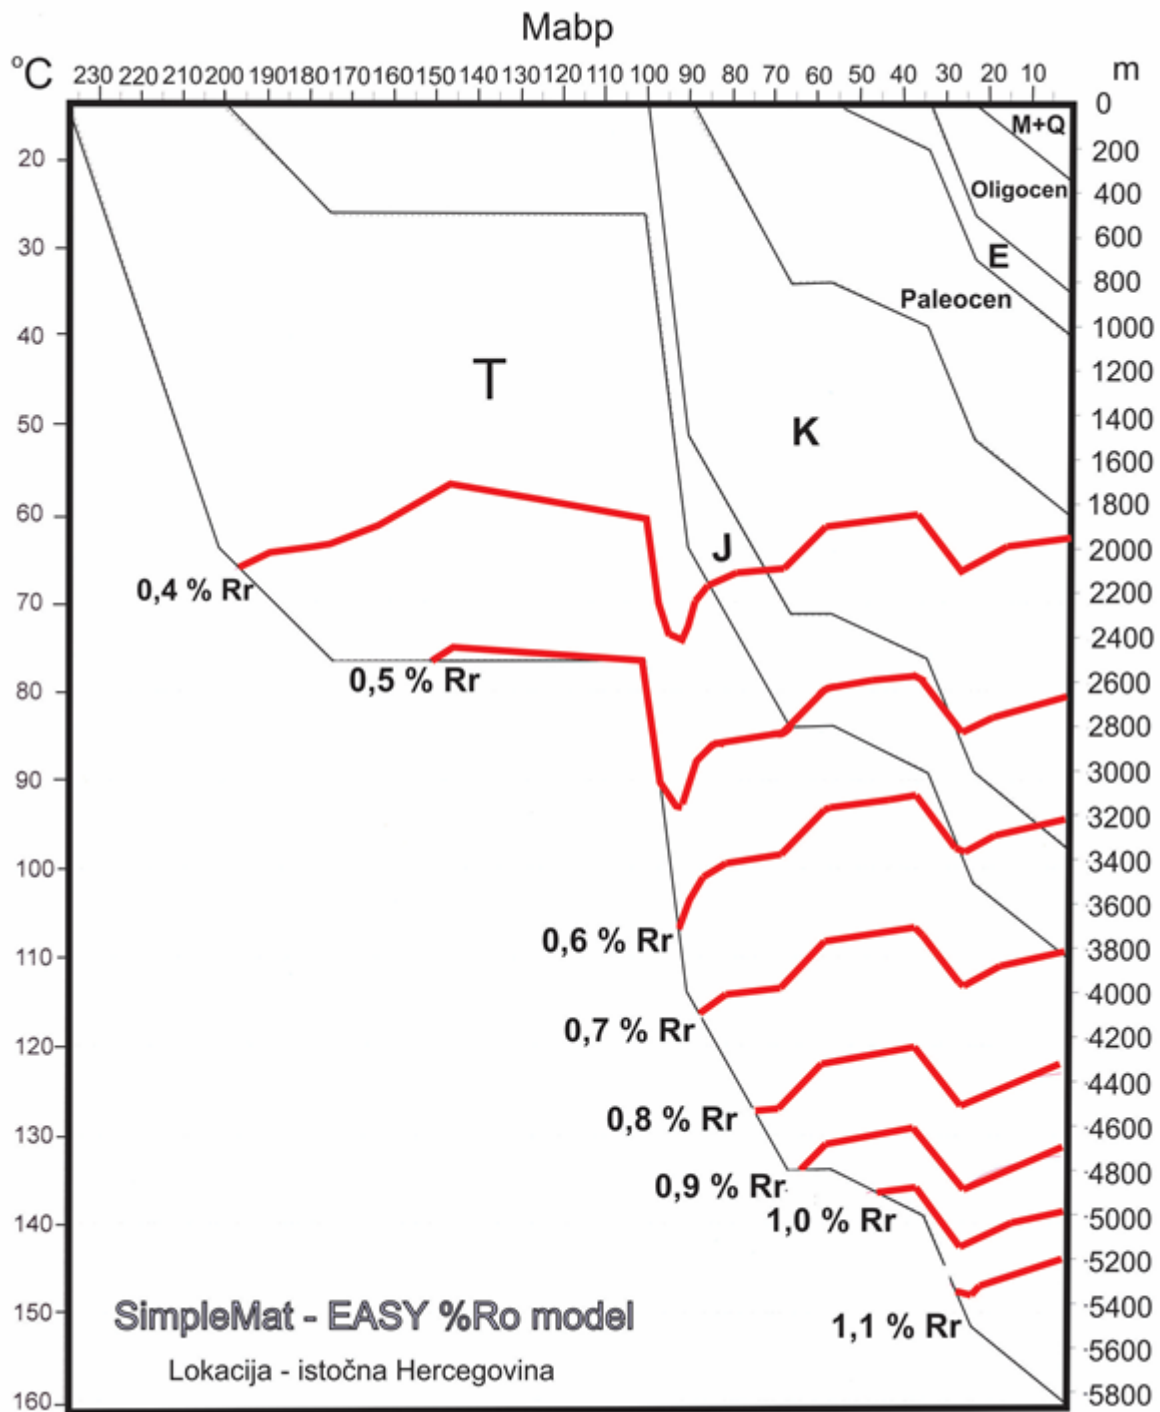 Mabp
°C 230 220 210 200 190 180 170 160 150 140 130 120 110 100 90 80 70 60 50 40 30 20 10 m
0
M+Q
20
200
Oligocen
400
600
30
E
800
Paleocen
1000
40
1200
T
1400
50
K
1600
1800
60
J
2000
0,4 % Rr
2200
70
2400
0,5 % Rr
2600
80
2800
90
3000
3200
100
3400
3600
0,6 % Rr
3800
110
4000
0,7 % Rr
4200
120
4400
0,8 % Rr
4600
130
4800
0,9 % Rr
1,0 % Rr
5000
140
5200
SimpleMat - EASY %Ro model
150
5400
1,1 % Rr
5600
Lokacija - istočna Hercegovina
160
5800